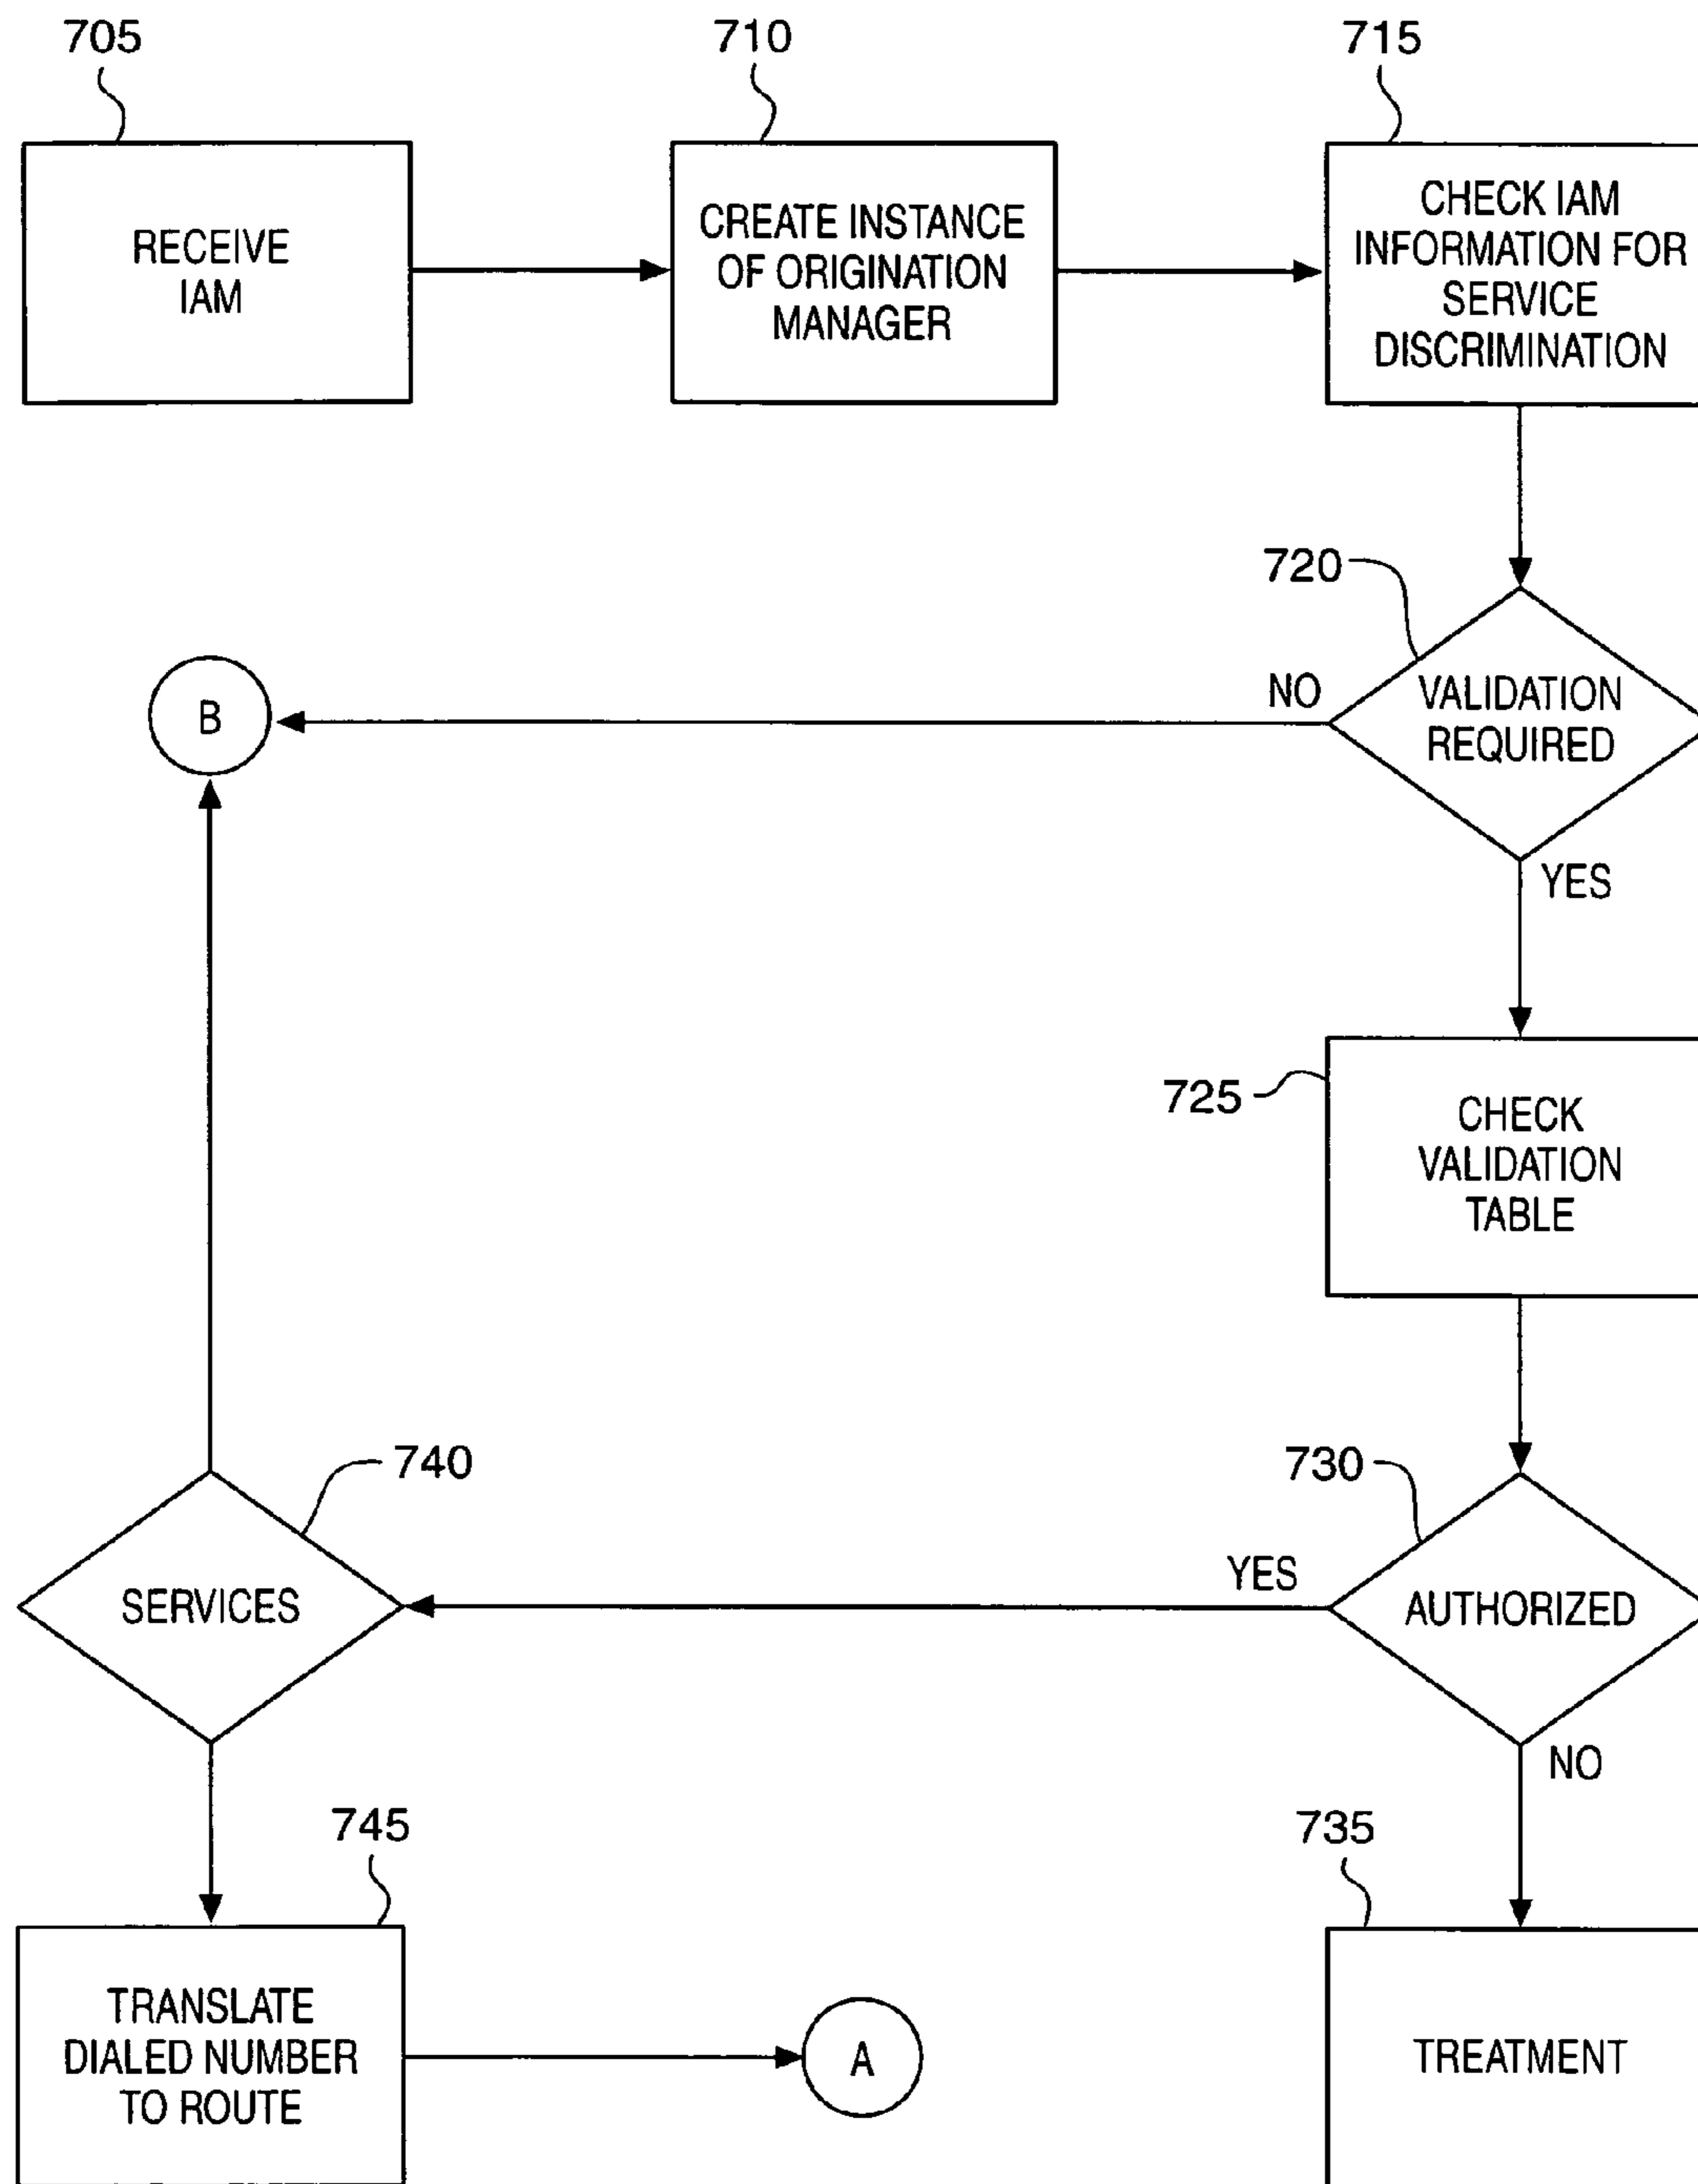 705
710
715
RECEIVE
IAM
CREATE INSTANCE
OF ORIGINATION
MANAGER
CHECK IAM
INFORMATION FOR
SERVICE
DISCRIMINATION
720
B
NO
VALIDATION
REQUIRED
YES
725
CHECK
VALIDATION
TABLE
740
730
SERVICES
YES
AUTHORIZED
NO
745
735
TRANSLATE
DIALED NUMBER
TO ROUTE
A
TREATMENT